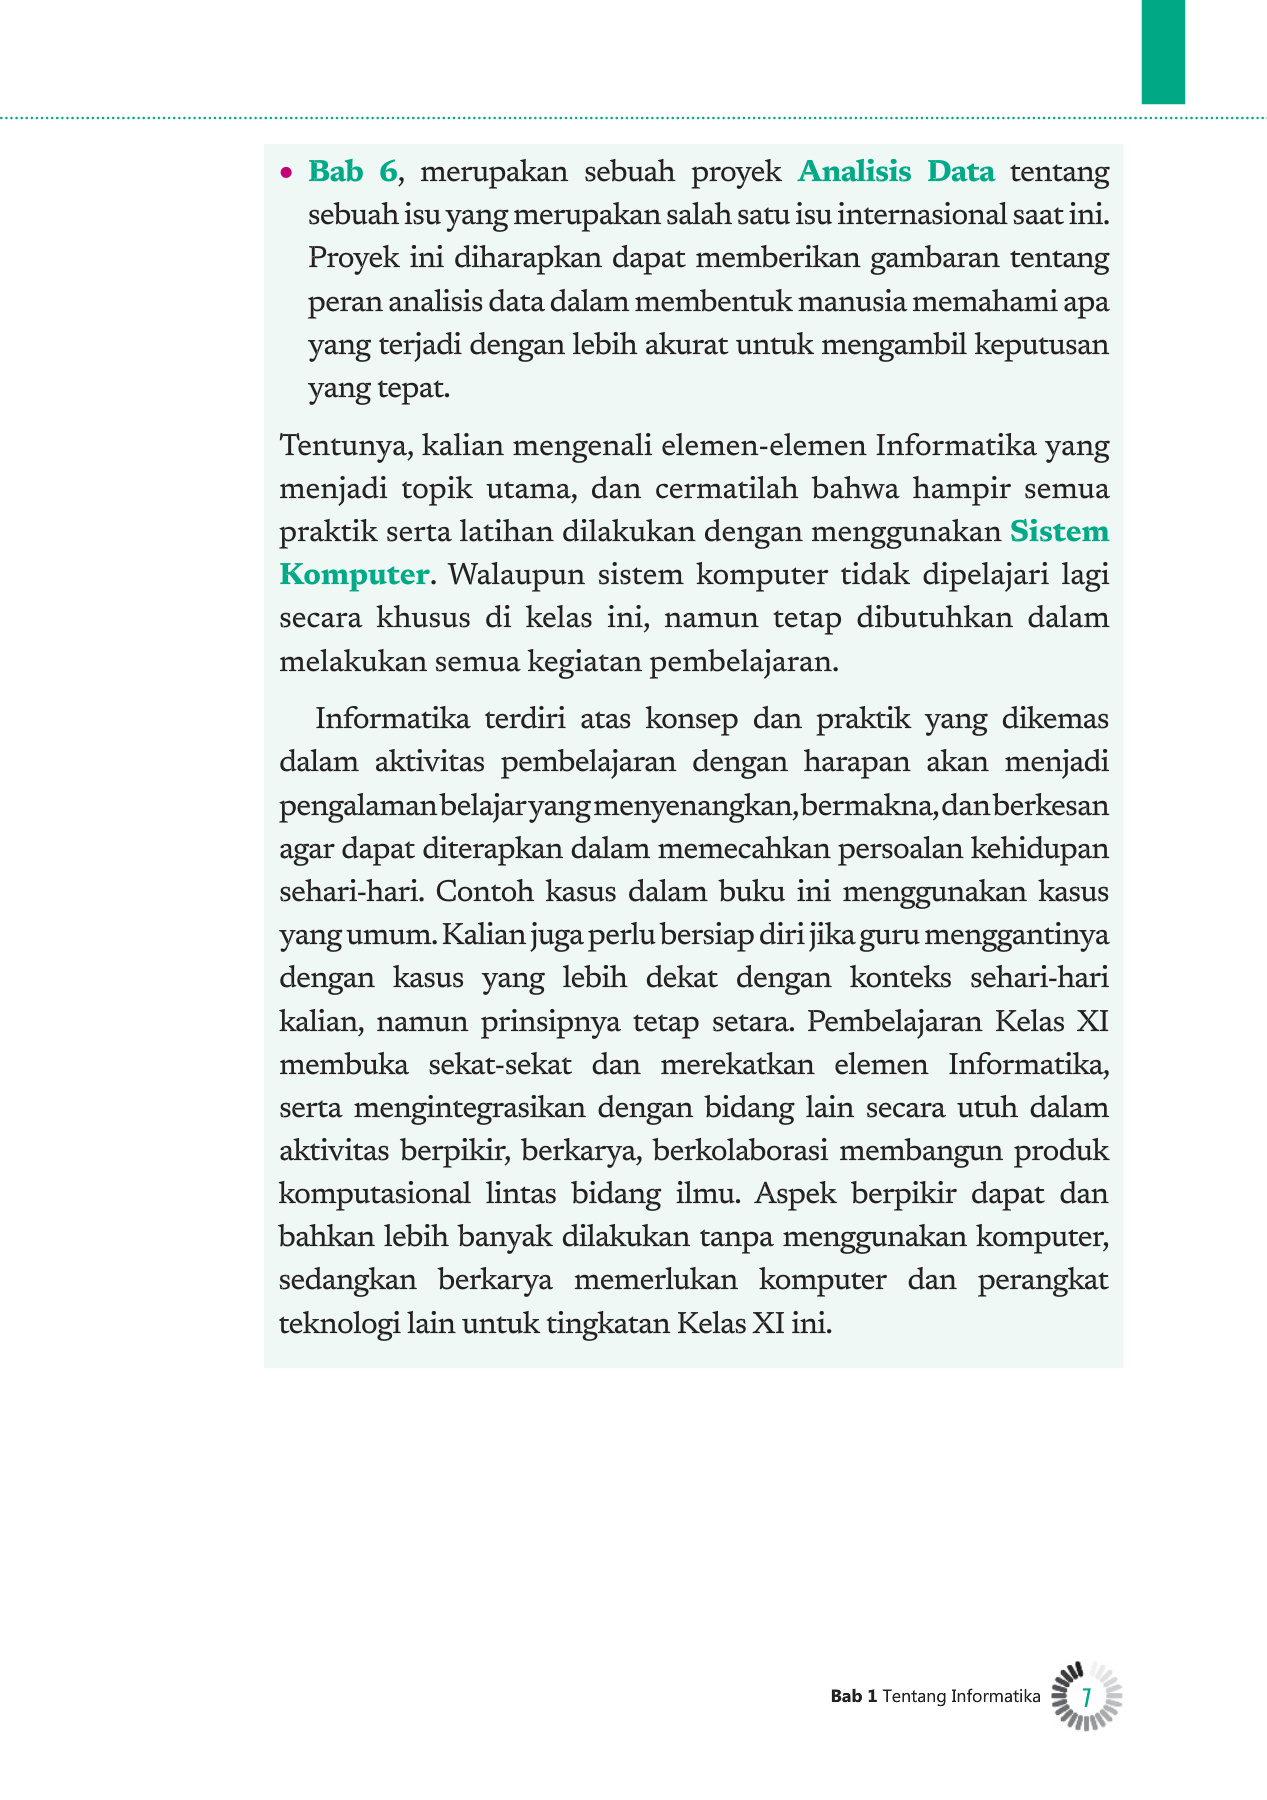 • Bab 6, merupakan sebuah proyek Analisis Data tentang
sebuah isu yang merupakan salah satu isu internasional saat ini.
Proyek ini diharapkan dapat memberikan gambaran tentang
peran analisis data dalam membentuk manusia memahami apa
yang terjadi dengan lebih akurat untuk mengambil keputusan
yang tepat.
Tentunya, kalian mengenali elemen-elemen Informatika yang
menjadi topik utama, dan cermatilah bahwa hampir semua
praktik serta latihan dilakukan dengan menggunakan Sistem
Komputer. Walaupun sistem komputer tidak dipelajari lagi
secara khusus di kelas ini, namun tetap dibutuhkan dalam
melakukan semua kegiatan pembelajaran.
Informatika terdiri atas konsep dan praktik yang dikemas
dalam aktivitas pembelajaran dengan harapan akan menjadi
pengalaman belajar yang menyenangkan, bermakna, dan berkesan
agar dapat diterapkan dalam memecahkan persoalan kehidupan
sehari-hari. Contoh kasus dalam buku ini menggunakan kasus
yang umum. Kalian juga perlu bersiap diri jika guru menggantinya
dengan kasus yang lebih dekat dengan konteks sehari-hari
kalian, namun prinsipnya tetap setara. Pembelajaran Kelas XI
membuka sekat-sekat dan merekatkan elemen Informatika,
serta mengintegrasikan dengan bidang lain secara utuh dalam
aktivitas berpikir, berkarya, berkolaborasi membangun produk
komputasional lintas bidang ilmu. Aspek berpikir dapat dan
bahkan lebih banyak dilakukan tanpa menggunakan komputer,
sedangkan berkarya memerlukan komputer dan perangkat
teknologi lain untuk tingkatan Kelas XI ini.
Bab 1 Tentang Informatika 7